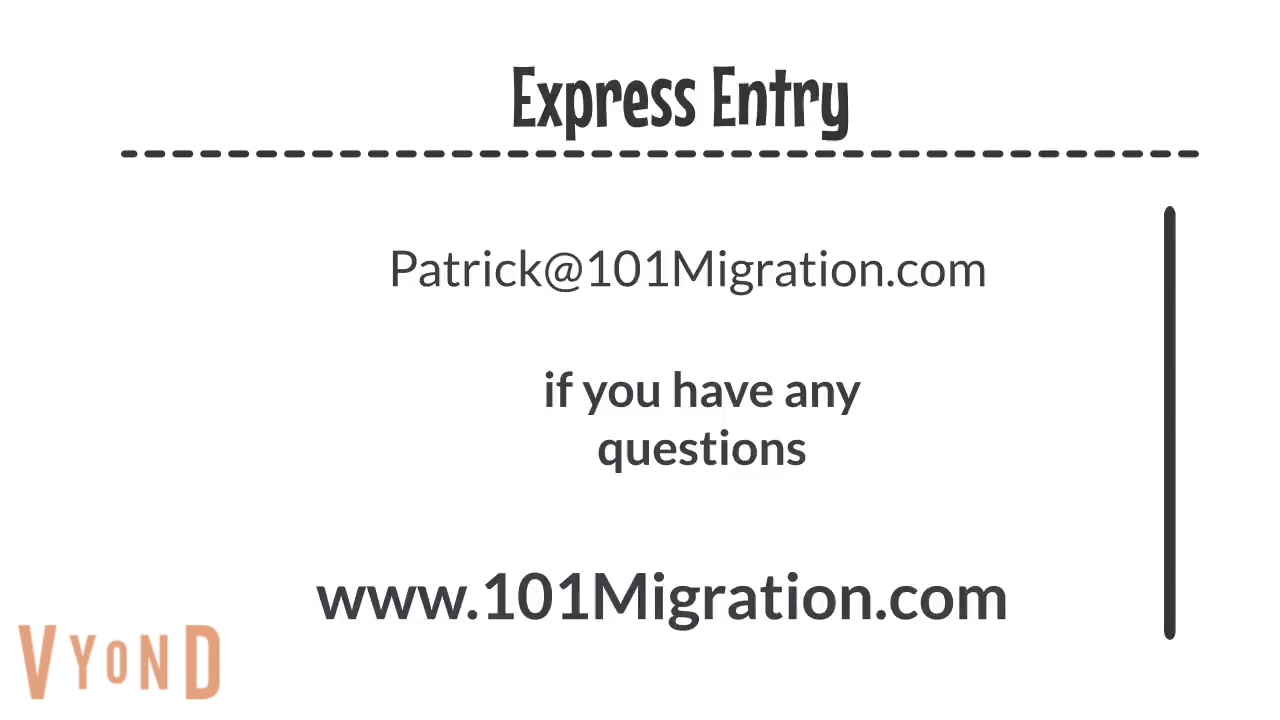 Express Entry
Patrick@101Migration.com
if you have any
questions
www.101Migration.com
VYOND